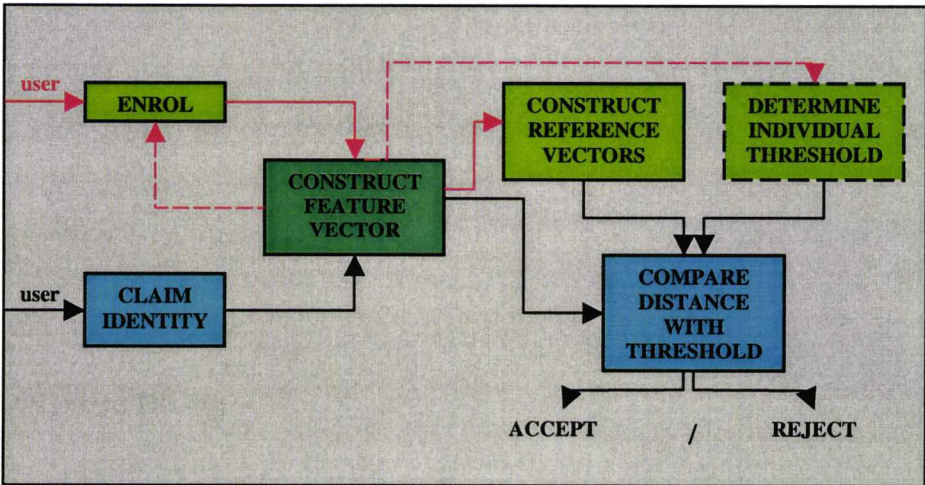 user
ENROL
CONSTRUCT
REFERENCE
VECTORS
DETERMINE
INDIVIDUAL
THRESHOLD
CONSTRUCT
FEATURE
VECTOR
user
CLAIM
IDENTITY
COMPARE
DISTANCE
WITH
THRESHOLD
ACCEPT / REJECT